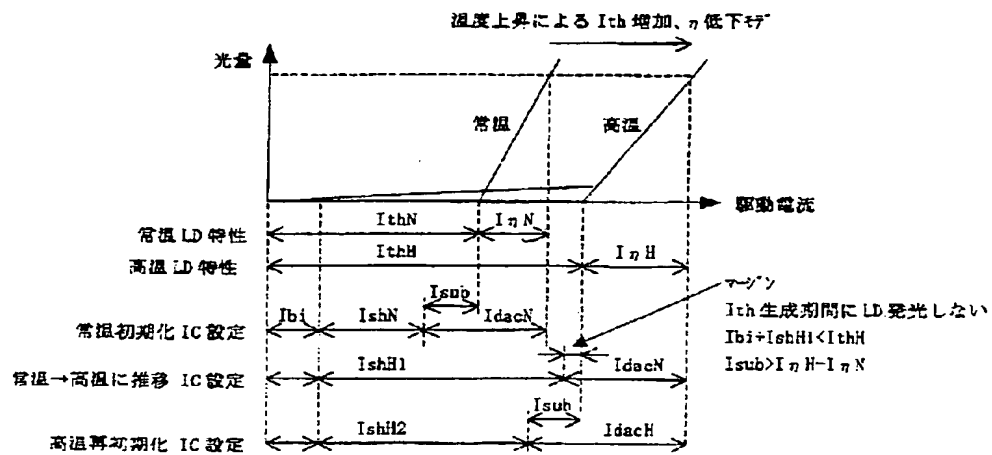 温度上昇による Ith 増加、η 低下モデ
光量
常温
高温
駆動電流
IthN
IηN
常温 LD 特性
IthH
IηH
高温 LD 特性
マージン
Isub
Ith 生成期間に LD 発光しない
Ibi
IshN
IdacN
常温初期化 IC 設定
Ibi+IshH1<IthH
Isub>IηH-IηN
IshH1
IdacN
常温→高温に推移 IC 設定
Isub
IshH2
IdacH
高温再初期化 IC 設定